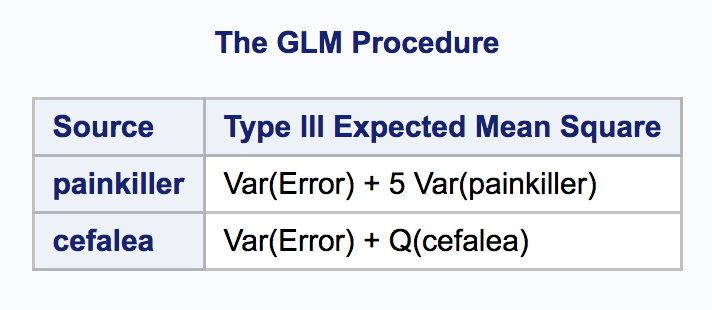 The GLM Procedure
Source Type III Expected Mean Square
painkiller Var(Error) + 5 Var(painkiller)
cefalea Var(Error) + Q(cefalea)